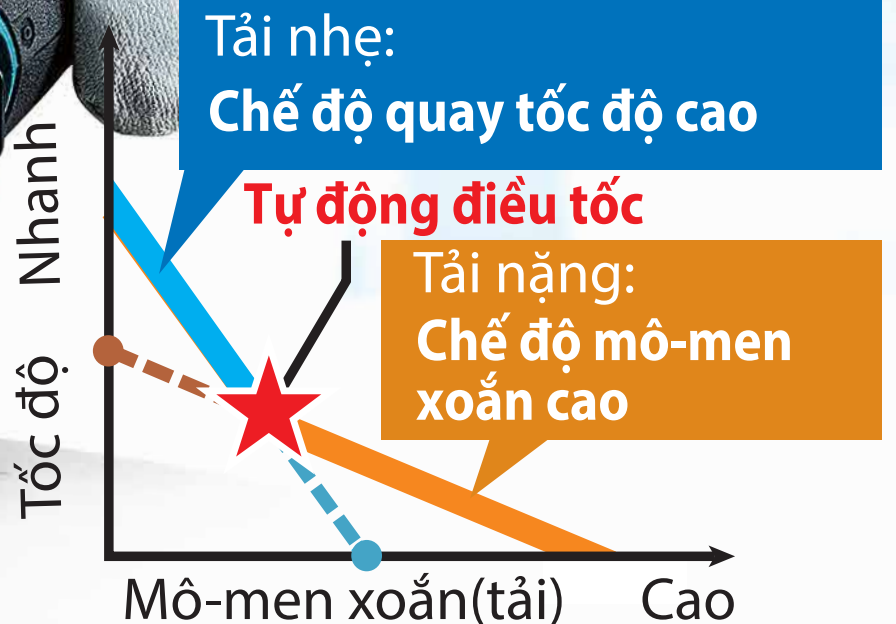 Tải nhẹ:
Chế độ quay tốc độ cao
Tự động điều tốc
Tải nặng:
Chế độ mô-men
xoắn cao
Tốc độ Nhanh
Mô-men xoắn(tải) Cao